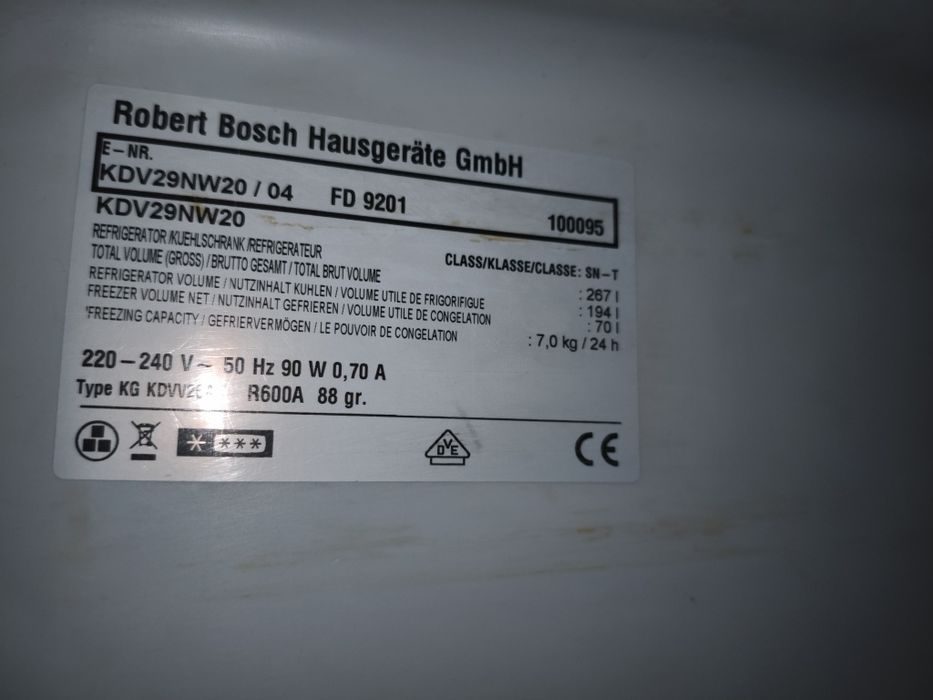 Robert Bosch Hausgeräte GmbH
E-NR.
KDV29NW20 / 04 FD 9201 100095
KDV29NW20
REFRIGERATOR/KUEHLSCHRANK/REFRIGERATEUR CLASS/KLASSE/CLASSE: SN-T
TOTAL VOLUME (GROSS) / BRUTTO GESAMT / TOTAL BRUT VOLUME : 267 l
REFRIGERATOR VOLUME / NUTZINHALT KUHLEN / VOLUME UTILE DE FRIGORIFIGUE : 194 l
FREEZER VOLUME NET / NUTZINHALT GEFRIEREN / VOLUME UTILE DE CONGELATION : 70 l
'FREEZING CAPACITY / GEFRIERVERMÖGEN / LE POUVOIR DE CONGELATION : 7,0 kg / 24 h
220-240 V~ 50 Hz 90 W 0,70 A
Type KG R600A 88 gr.
DVE
CE